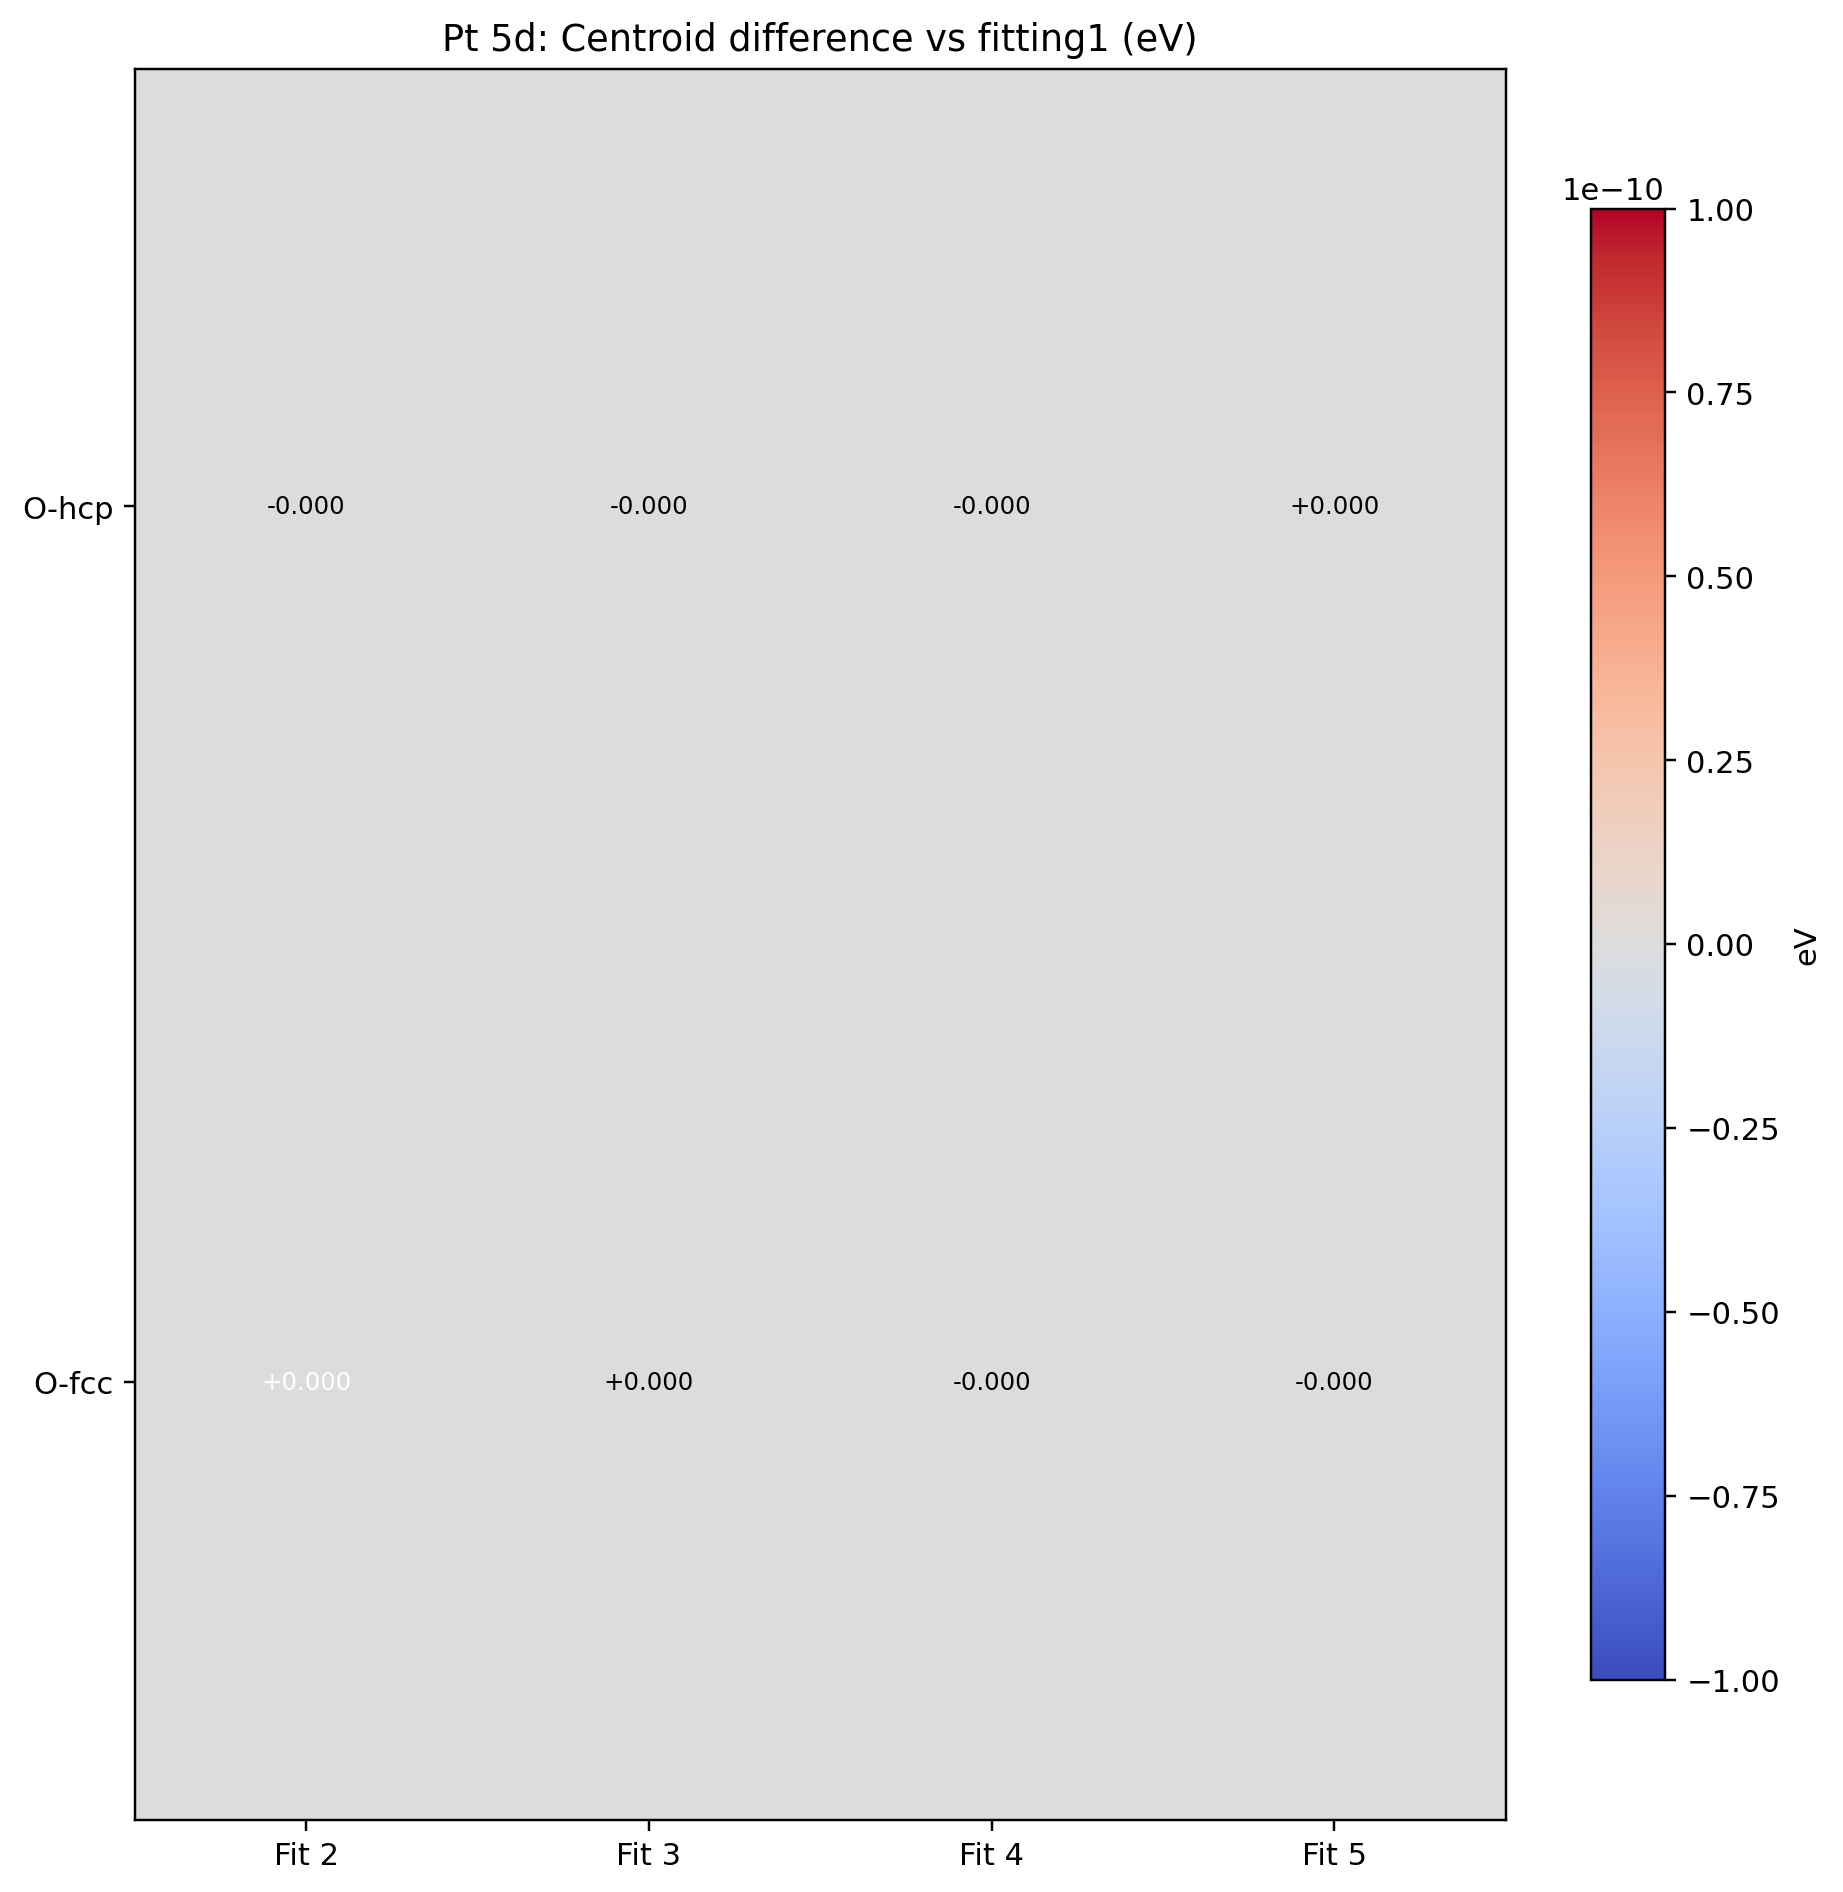 Pt 5d: Centroid difference vs fitting1 (eV)
1e−10
1.00
0.75
0.50
0.25
0.00
−0.25
−0.50
−0.75
−1.00
eV
O-hcp
-0.000 -0.000 -0.000 +0.000
O-fcc
+0.000 +0.000 -0.000 -0.000
Fit 2 Fit 3 Fit 4 Fit 5